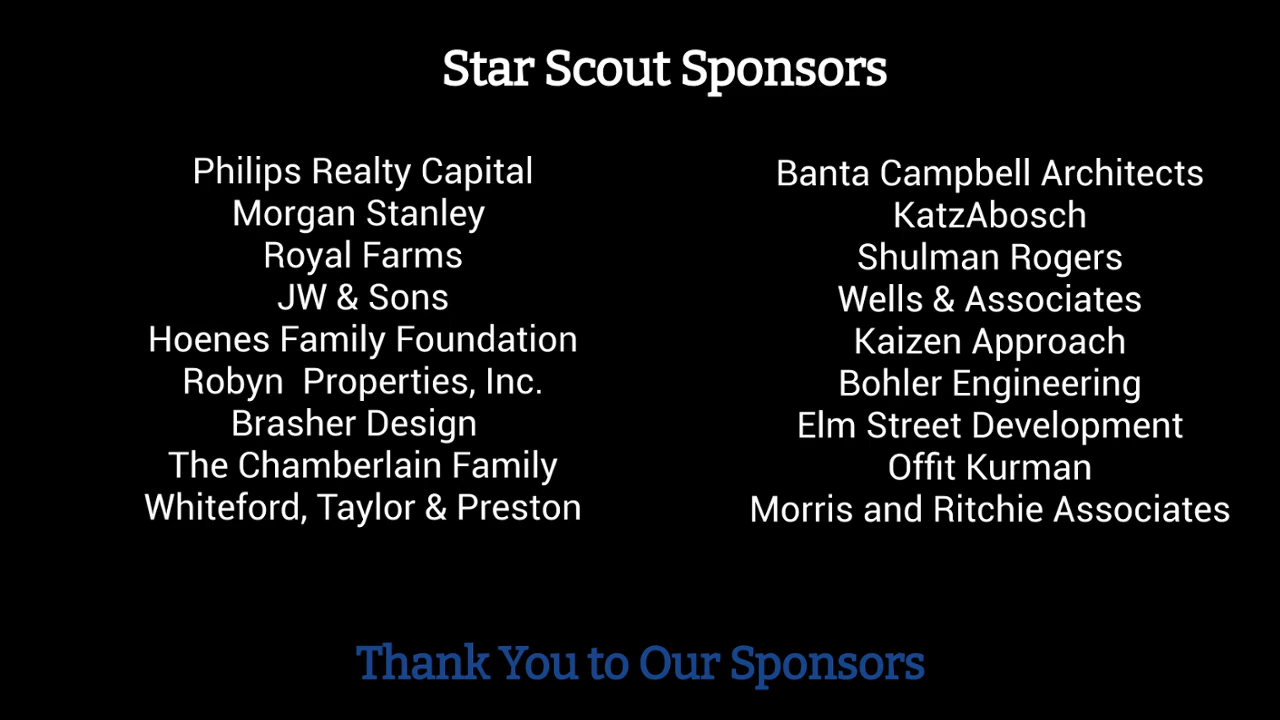 Star Scout Sponsors
Philips Realty Capital
Morgan Stanley
Royal Farms
JW & Sons
Hoenes Family Foundation
Robyn  Properties, Inc.
Brasher Design
The Chamberlain Family
Whiteford, Taylor & Preston
Banta Campbell Architects
KatzAbosch
Shulman Rogers
Wells & Associates
Kaizen Approach
Bohler Engineering
Elm Street Development
Offit Kurman
Morris and Ritchie Associates
Thank You to Our Sponsors